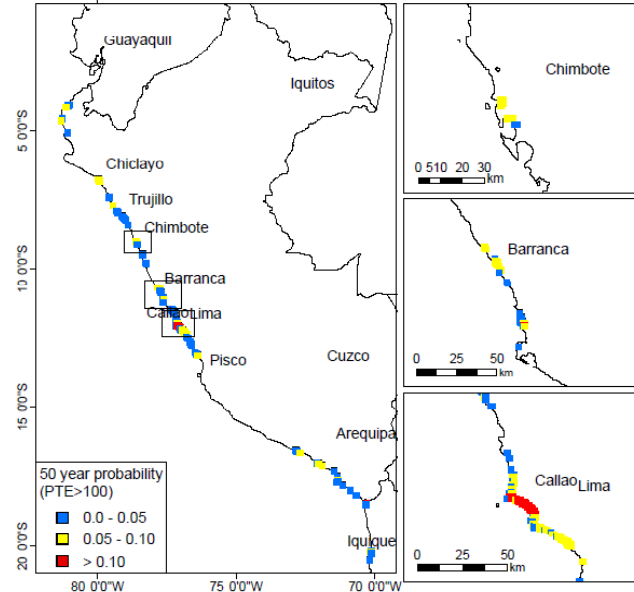 Guayaquil
Iquitos
Chiclayo
Trujillo
Chimbote
Barranca
Callao Lima
Pisco
Cuzco
Arequipa
Iquique
5 0'0"S
10 0'0"S
15 0'0"S
20 0'0"S
80 0'0"W
75 0'0"W
70 0'0"W
50 year probability
(PTE>100)
0.0 - 0.05
0.05 - 0.10
> 0.10
Chimbote
0 5 10 20 30
km
Barranca
0 25 50
km
Callao Lima
0 25 50
km